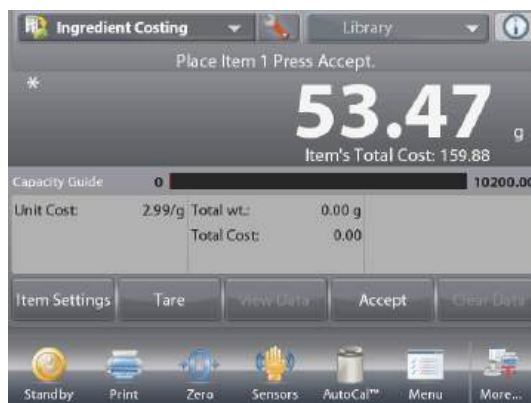 Ingredient Costing
Library
Place Item 1 Press Accept.
*
53.47 g
Item's Total Cost: 159.88
Capacity Guide 0 10200.00
Unit Cost: 2.99/g Total wt.: 0.00 g
Total Cost: 0.00
Item Settings Tare View Data Accept Clear Data
Standby Print Zero Sensors AutoCal™ Menu More...